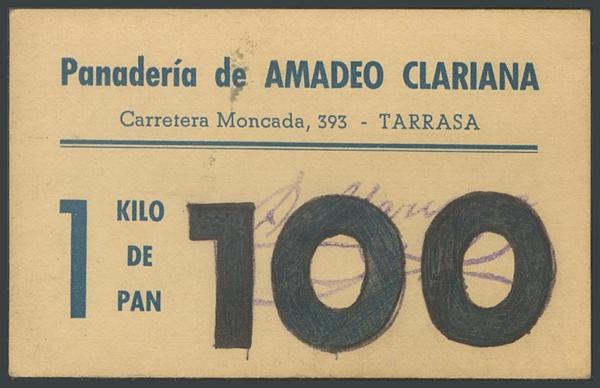 Panadería de AMADEO CLARIANA
Carretera Moncada, 393 - TARRASA
1 KILO DE PAN
100